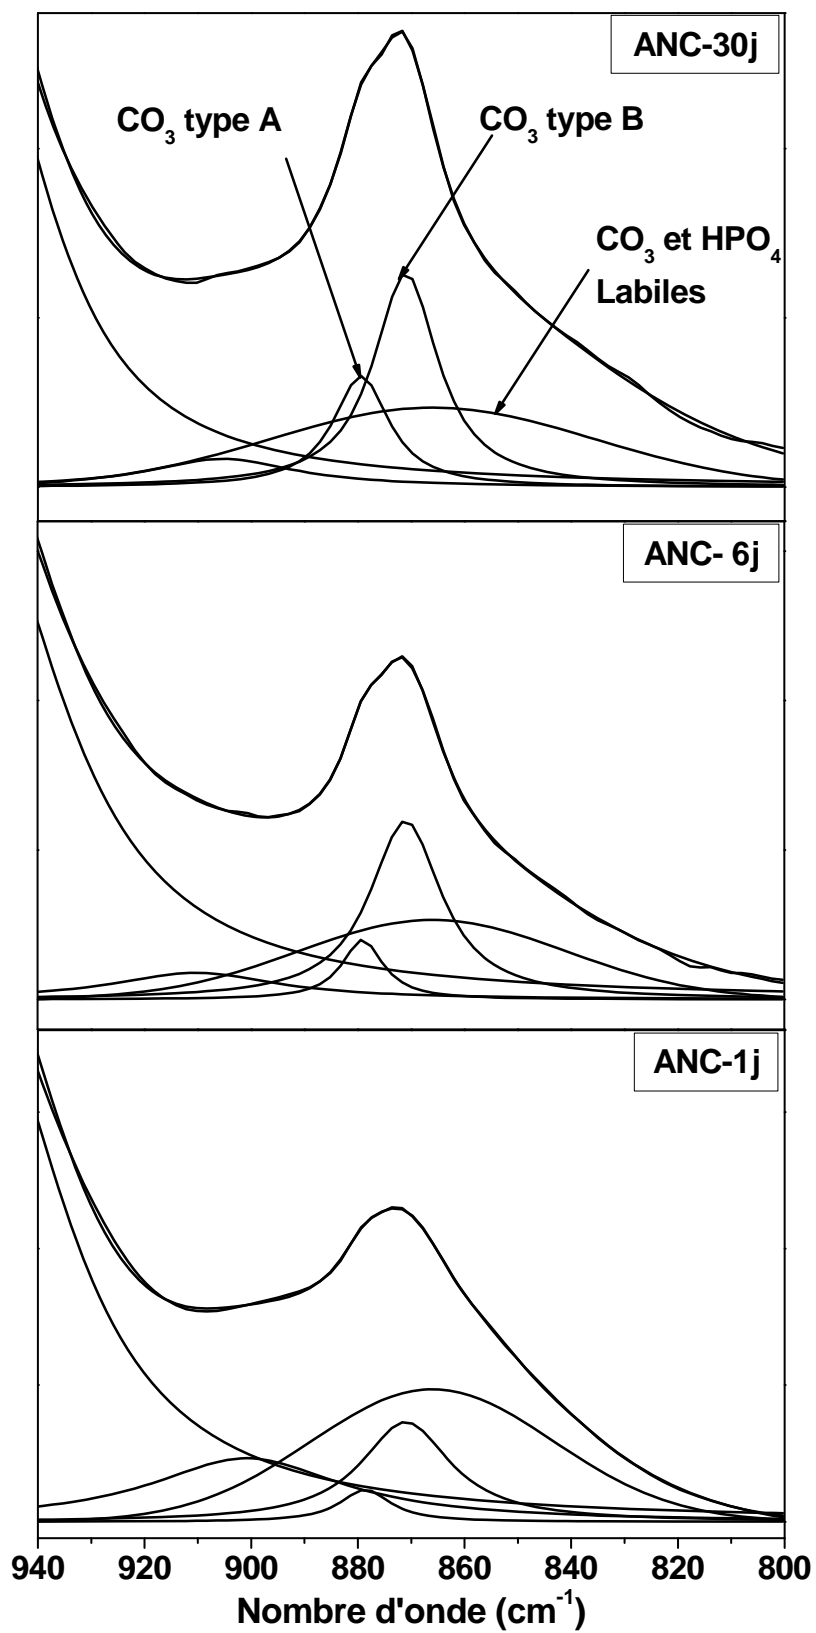 ANC-30j
CO₃ type A
CO₃ type B
CO₃ et HPO₄
Labiles
ANC- 6j
ANC-1j
940 920 900 880 860 840 820 800
Nombre d'onde (cm⁻¹)